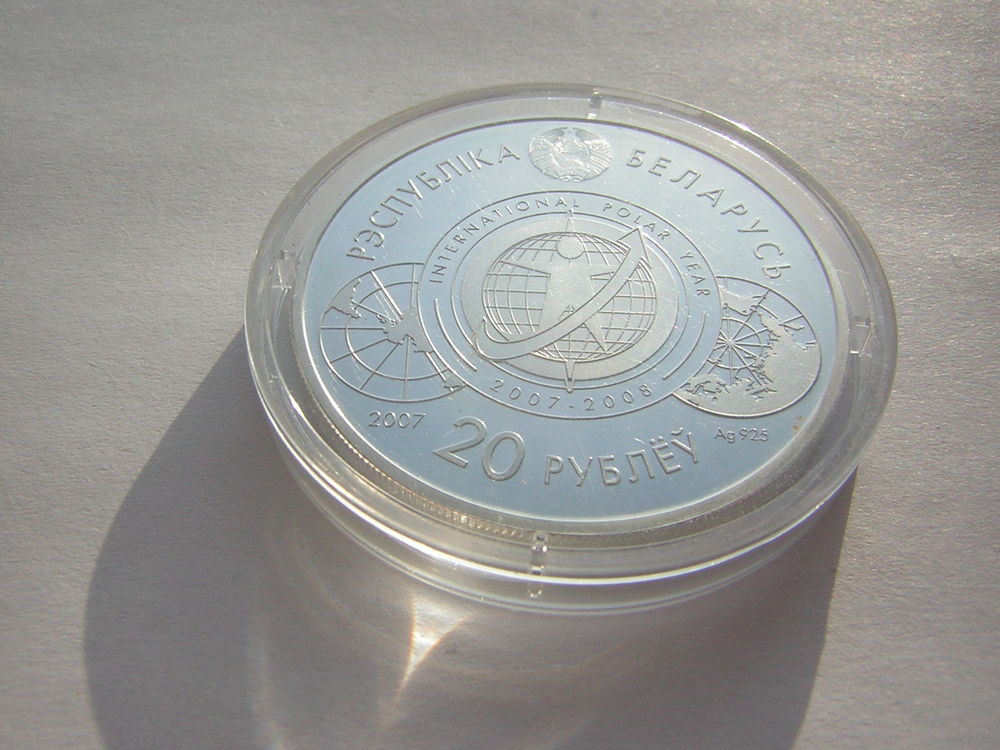 РЭСПУБЛІКА БЕЛАРУСЬ
INTERNATIONAL POLAR YEAR
2007-2008
2007
Ag 925
20 РУБЛЁЎ